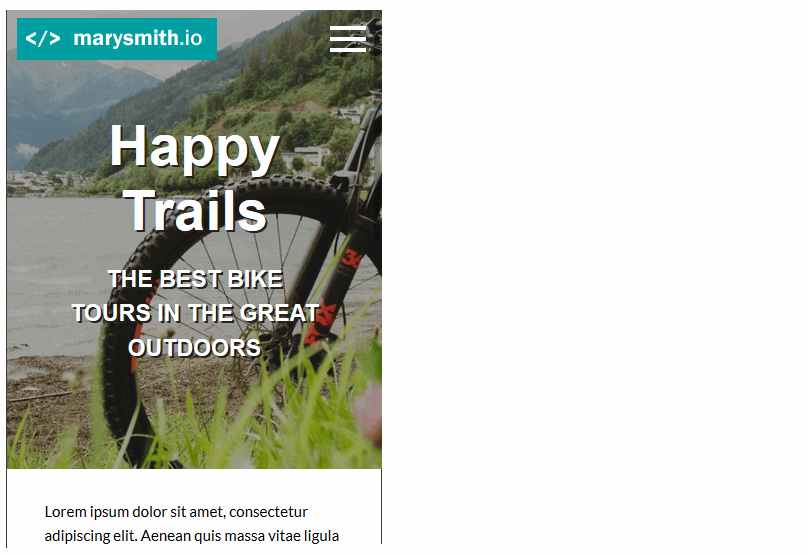 </> marysmith.io
Happy
Trails
THE BEST BIKE
TOURS IN THE GREAT
OUTDOORS
Lorem ipsum dolor sit amet, consectetur
adipiscing elit. Aenean quis massa vitae ligula